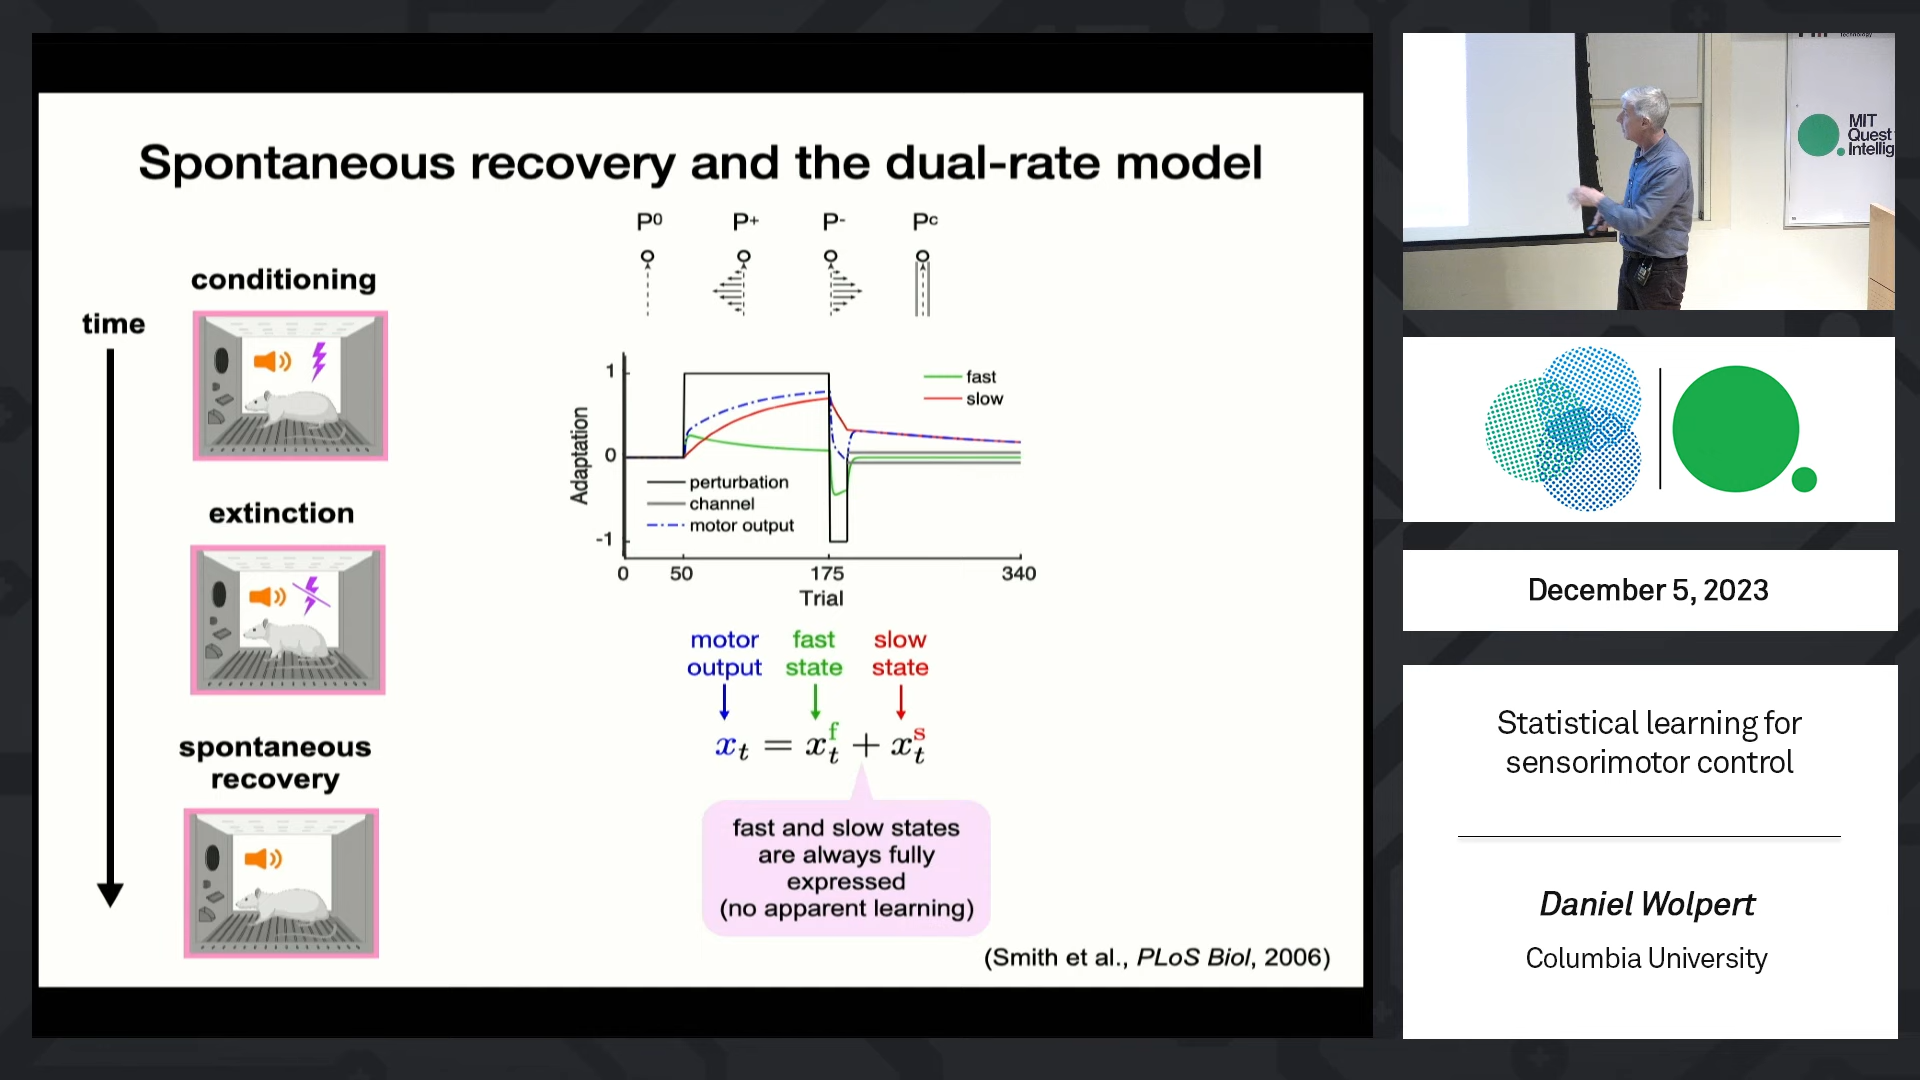 Spontaneous recovery and the dual-rate model
time
conditioning
extinction
spontaneous
recovery
P0
P+
P-
Pc
1
0
-1
Adaptation
fast
slow
perturbation
channel
motor output
0
50
175
340
Trial
motor
output
fast
state
slow
state
xt = xtf + xts
fast and slow states
are always fully
expressed
(no apparent learning)
(Smith et al., PLoS Biol, 2006)
MIT
Quest
Intellig
December 5, 2023
Statistical learning for
sensorimotor control
Daniel Wolpert
Columbia University